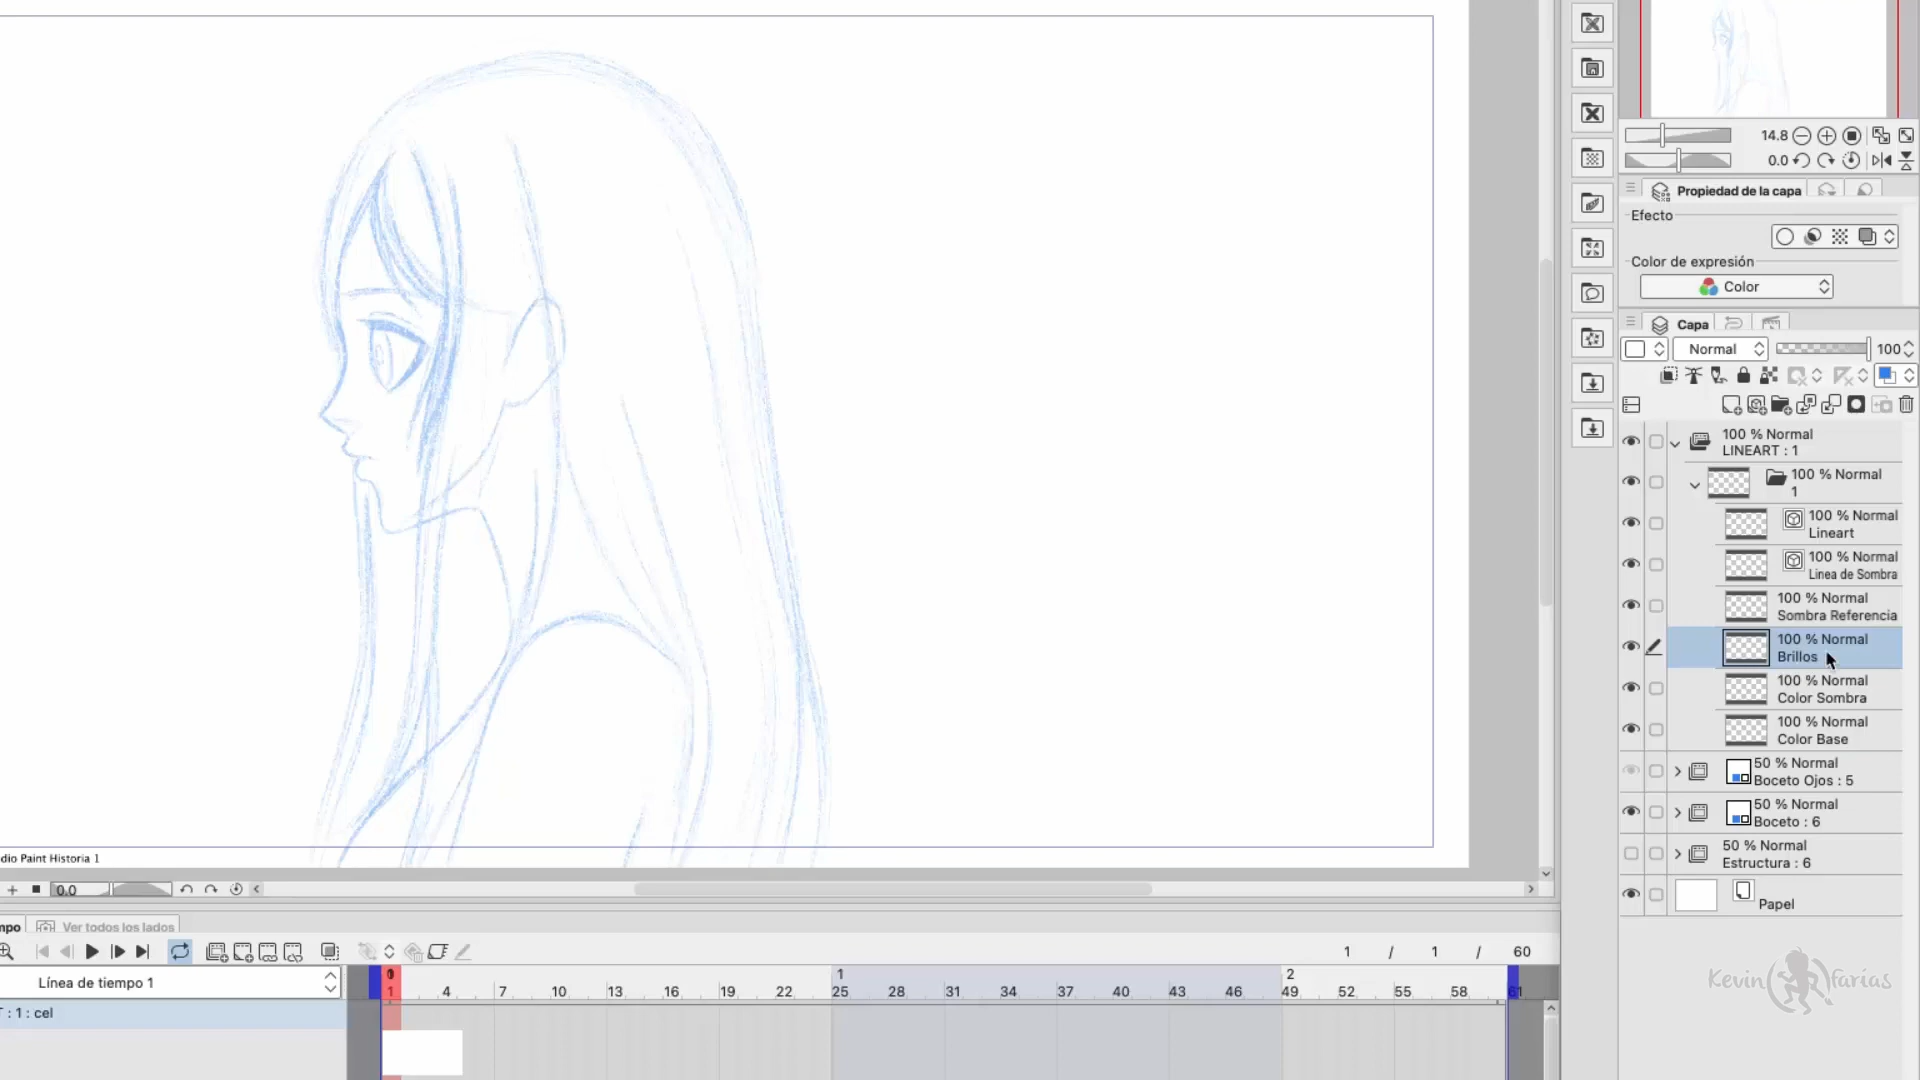 14.8
0.0
Propiedad de la capa
Efecto
Color de expresión
Color
Capa
Normal
100
100 % Normal
LINEART : 1
100 % Normal
1
100 % Normal
Lineart
100 % Normal
Linea de Sombra
100 % Normal
Sombra Referencia
100 % Normal
Brillos
100 % Normal
Color Sombra
100 % Normal
Color Base
50 % Normal
Boceto Ojos : 5
50 % Normal
Boceto : 6
50 % Normal
Estructura : 6
Papel
Kevin farías
dio Paint Historia 1
0.0
mpo Ver todos los lados
1 / 1 / 60
Línea de tiempo 1
0 1 2
1 4 7 10 13 16 19 22 25 28 31 34 37 40 43 46 49 52 55 58 61
: 1 : cel